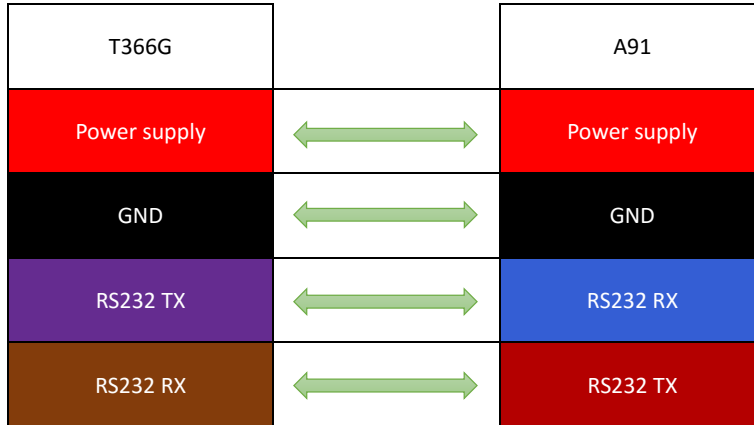 T366G A91
Power supply Power supply
GND GND
RS232 TX RS232 RX
RS232 RX RS232 TX